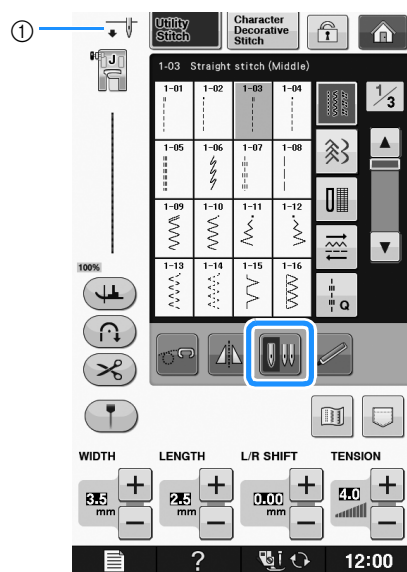 ①
Utility Stitch
Character Decorative Stitch
J
1-03 Straight stitch (Middle)
1/3
1-01 1-02 1-03 1-04
1-05 1-06 1-07 1-08
1-09 1-10 1-11 1-12
1-13 1-14 1-15 1-16
Q
100%
WIDTH LENGTH L/R SHIFT TENSION
3.5 mm 2.5 mm 0.00 mm 4.0
+ + + +
− − − −
? 12:00